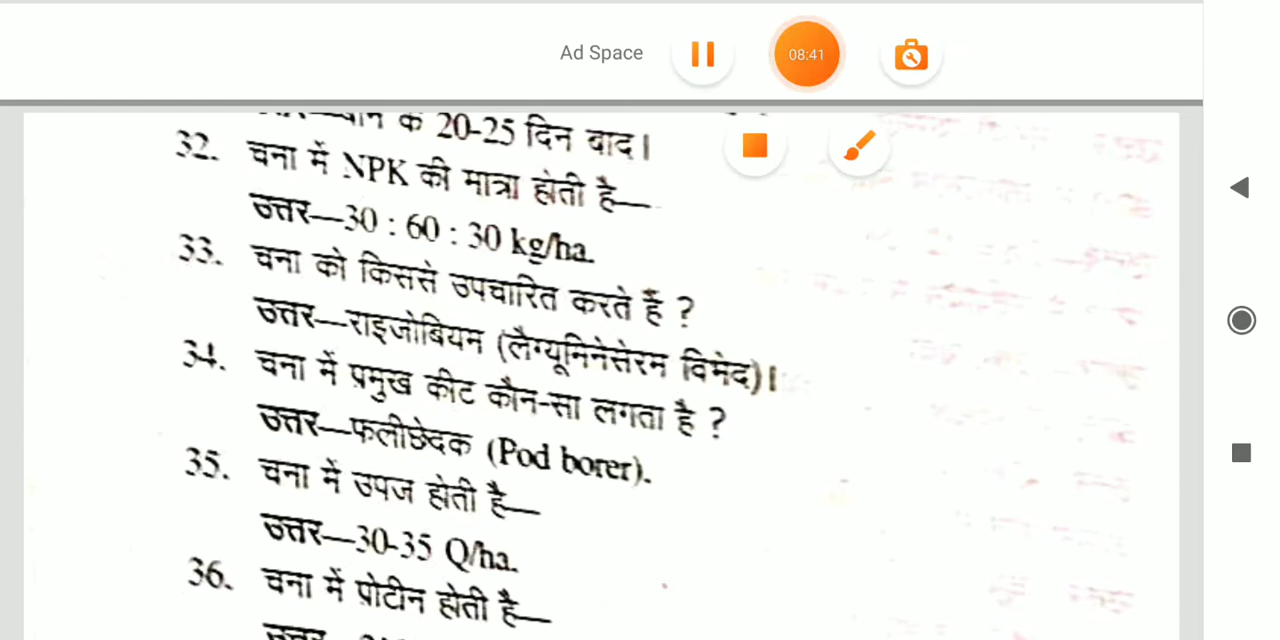 Ad Space
08:41
के 20-25 दिन बाद।
32. चना में NPK की मात्रा होती है—
उत्तर—30 : 60 : 30 kg/ha.
33. चना को किससे उपचारित करते हैं ?
उत्तर—राइजोबियम (लैग्यूमिनेसेरम विमेद)।
34. चना में प्रमुख कीट कौन-सा लगता है ?
उत्तर—फलीछेदक (Pod borer).
35. चना में उपज होती है—
उत्तर—30-35 Q/ha.
36. चना में प्रोटीन होती है—